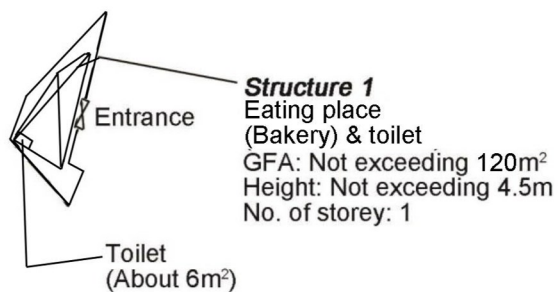 Structure 1
Eating place
(Bakery) & toilet
GFA: Not exceeding 120m²
Height: Not exceeding 4.5m
No. of storey: 1
Entrance
Toilet
(About 6m²)